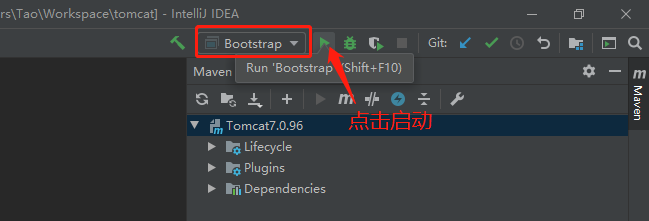 rs\Tao\Workspace\tomcat] - IntelliJ IDEA
Bootstrap
Git:
Maven
Run 'Bootstrap' (Shift+F10)
m
点击启动
Tomcat7.0.96
Lifecycle
Plugins
Dependencies
m Maven